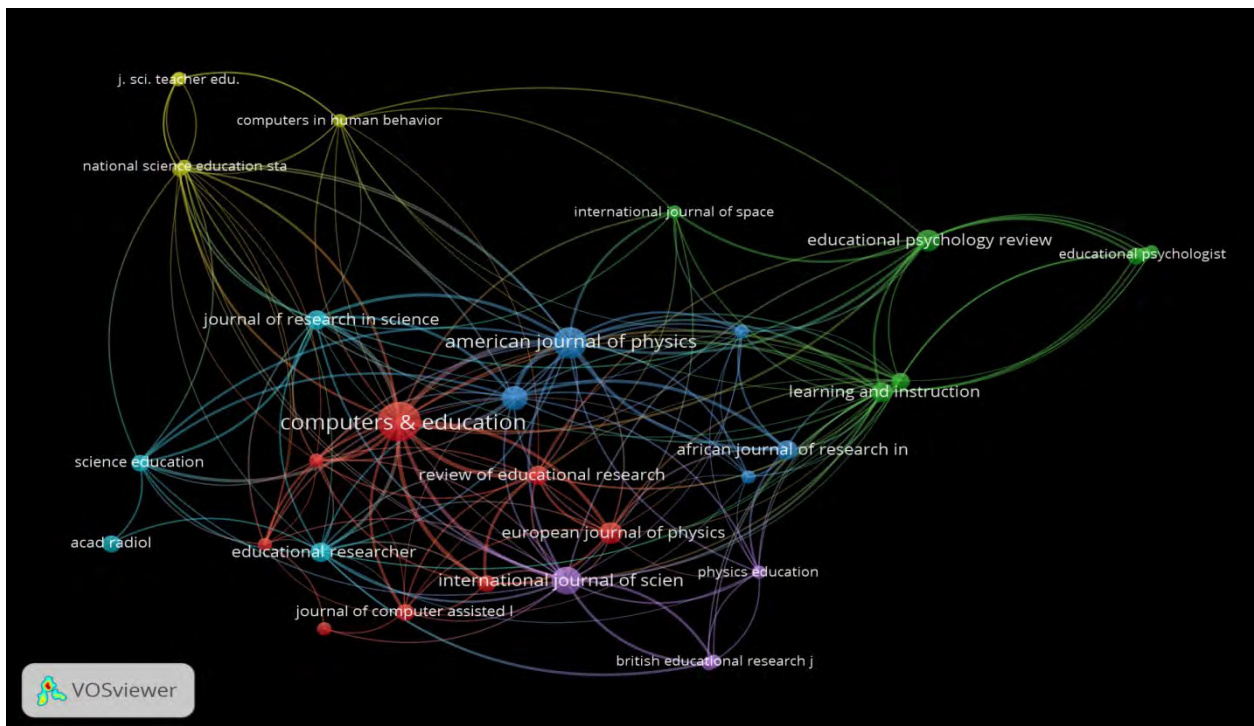 j. sci. teacher edu.
computers in human behavior
national science education sta
international journal of space
educational psychology review
educational psychologist
journal of research in science
american journal of physics
learning and instruction
computers & education
african journal of research in
science education
review of educational research
european journal of physics
acad radiol
educational researcher
physics education
international journal of scien
journal of computer assisted l
british educational research j
VOSviewer